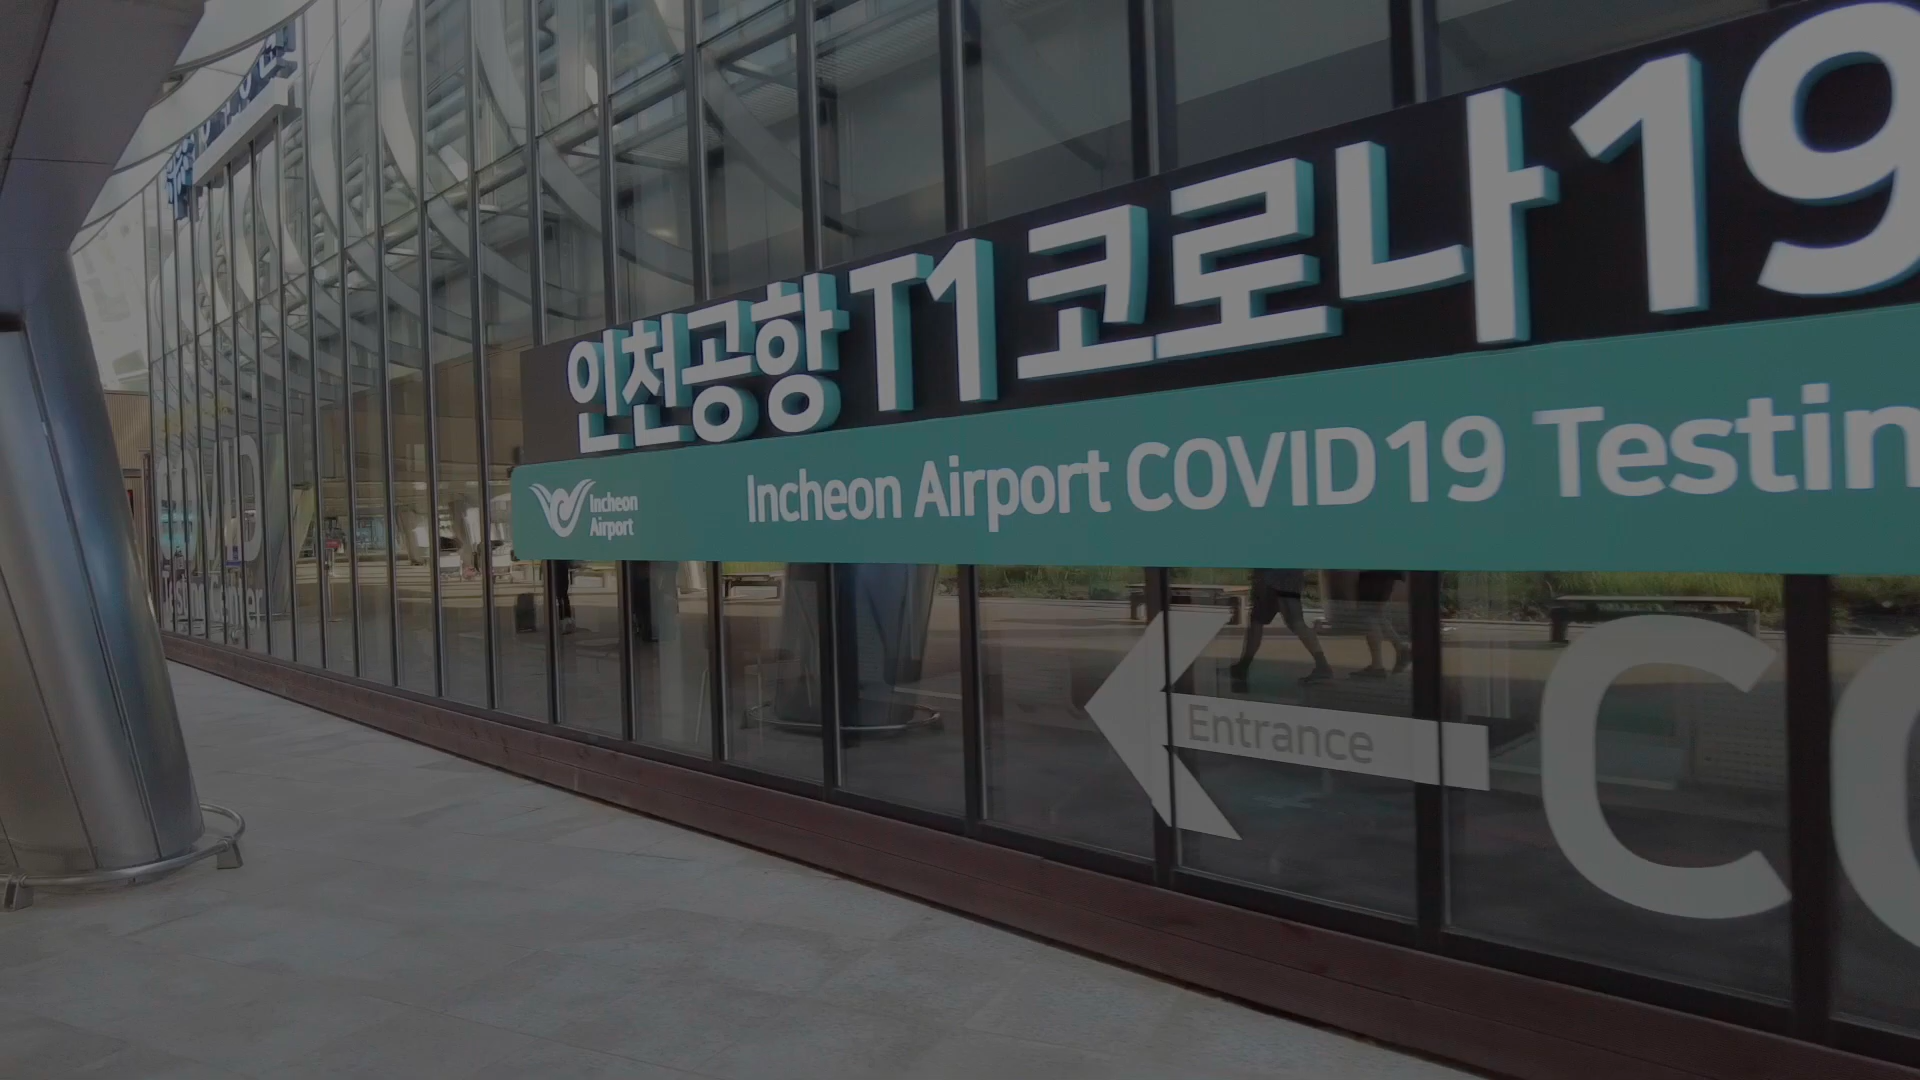 인천공항 T1 코로나19
Incheon
Airport
Incheon Airport COVID19 Testin
Entrance
CO
COVID